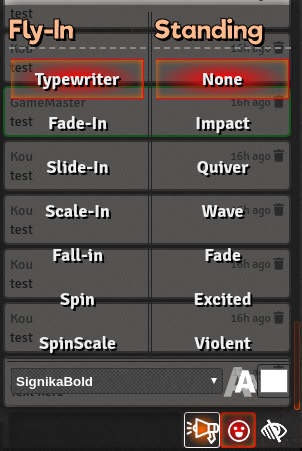 Fly-In Standing
Kou 16h ago
test
Typewriter None
GameMaster 16h ago
test
Fade-In Impact
Kou 16h ago
test
Slide-In Quiver
Kou 16h ago
test
Scale-In Wave
Kou 16h ago
test
Fall-in Fade
Spin Excited
Kou 16h ago
test
SpinScale Violent
SignikaBold A A